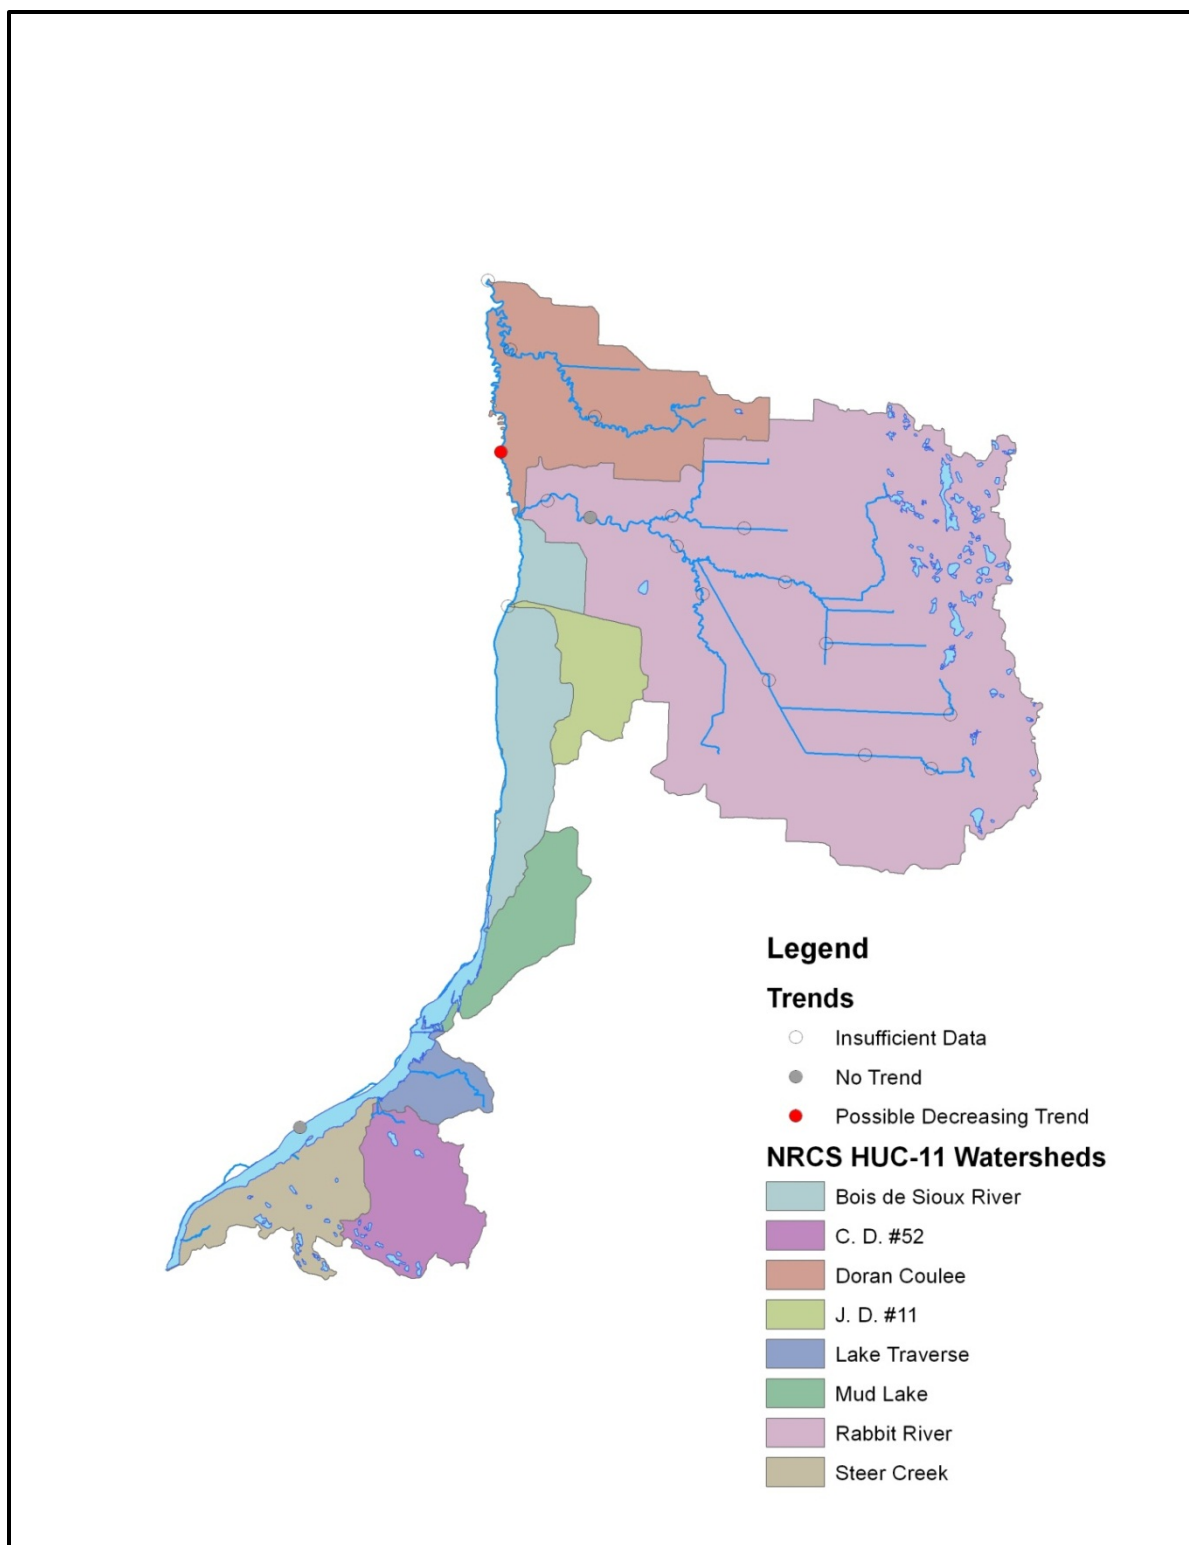 Legend
Trends
Insufficient Data
No Trend
Possible Decreasing Trend
NRCS HUC-11 Watersheds
Bois de Sioux River
C. D. #52
Doran Coulee
J. D. #11
Lake Traverse
Mud Lake
Rabbit River
Steer Creek